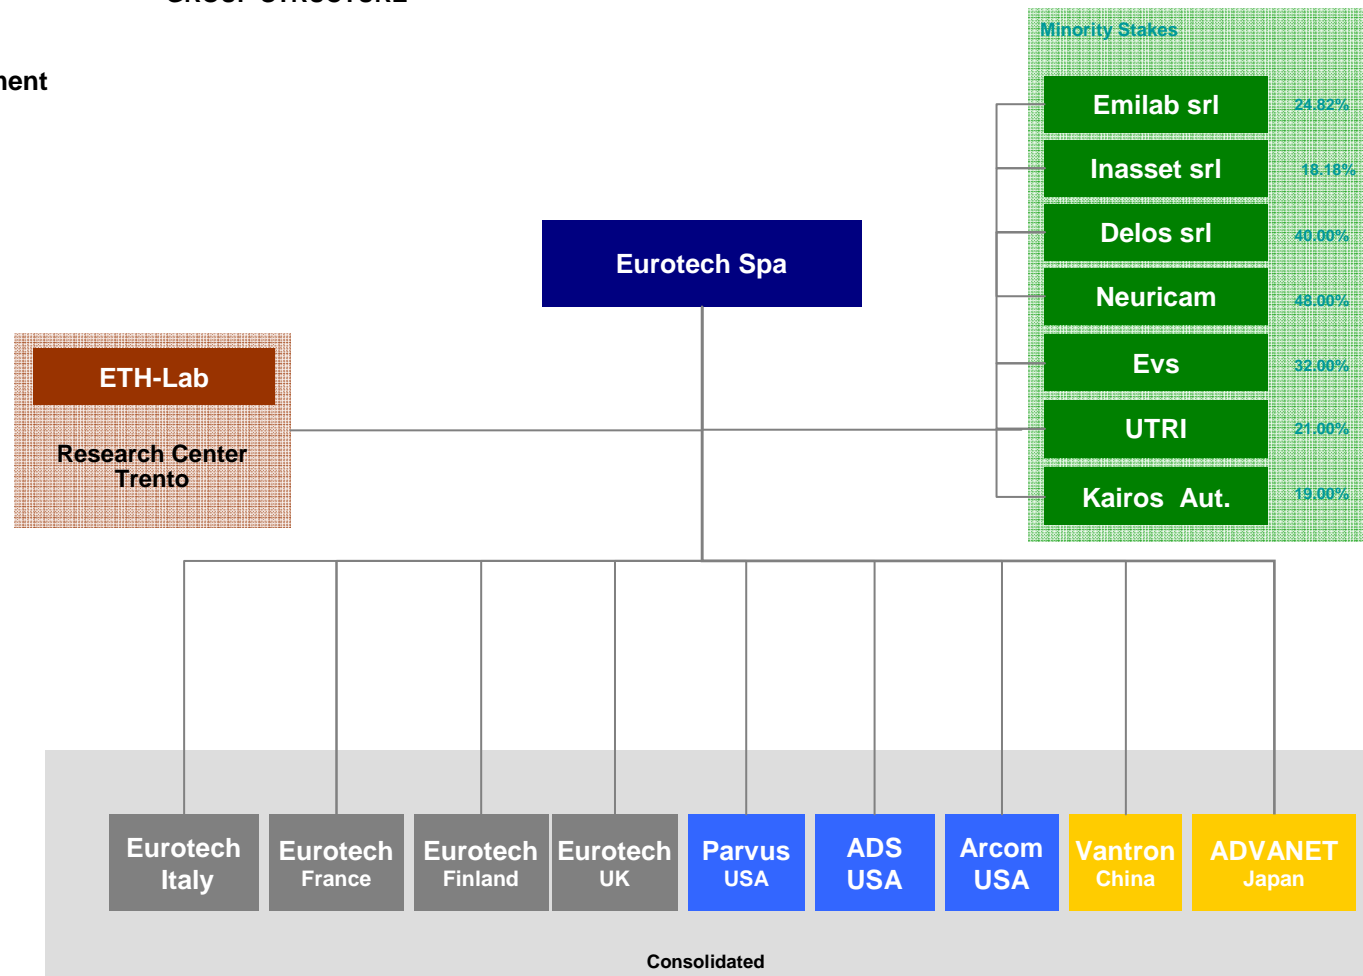 GROUP STRUCTURE
Minority Stakes
Emilab srl 24.82%
Inasset srl 18.18%
Delos srl 40.00%
Neuricam 48.00%
Evs 32.00%
UTRI 21.00%
Kairos Aut. 19.00%
Eurotech Spa
ETH-Lab
Research Center
Trento
Eurotech
Italy
Eurotech
France
Eurotech
Finland
Eurotech
UK
Parvus
USA
ADS
USA
Arcom
USA
Vantron
China
ADVANET
Japan
Consolidated